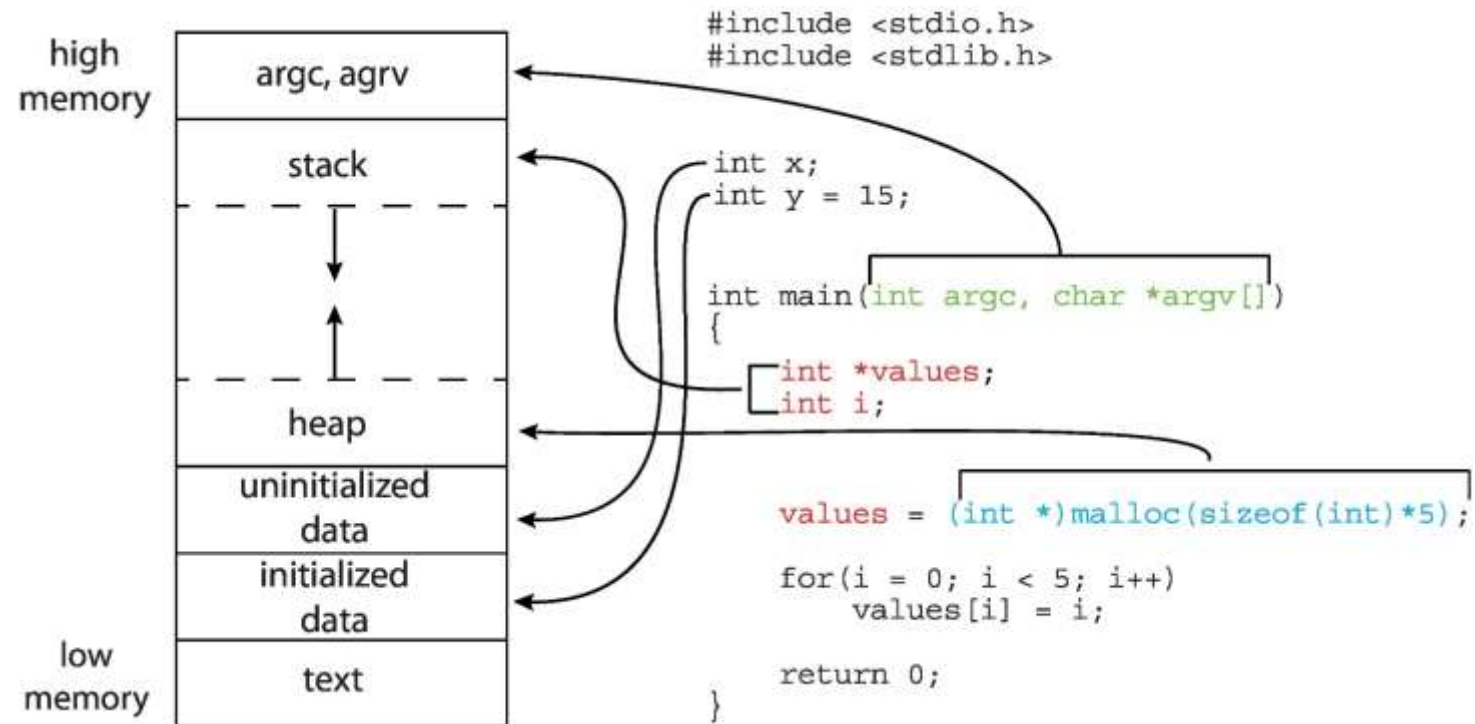 high
memory
argc, agrv
stack
heap
uninitialized
data
initialized
data
low
memory
text
#include <stdio.h>
#include <stdlib.h>
int x;
int y = 15;
int main(int argc, char *argv[])
{
int *values;
int i;
values = (int *)malloc(sizeof(int)*5);
for(i = 0; i < 5; i++)
values[i] = i;
return 0;
}